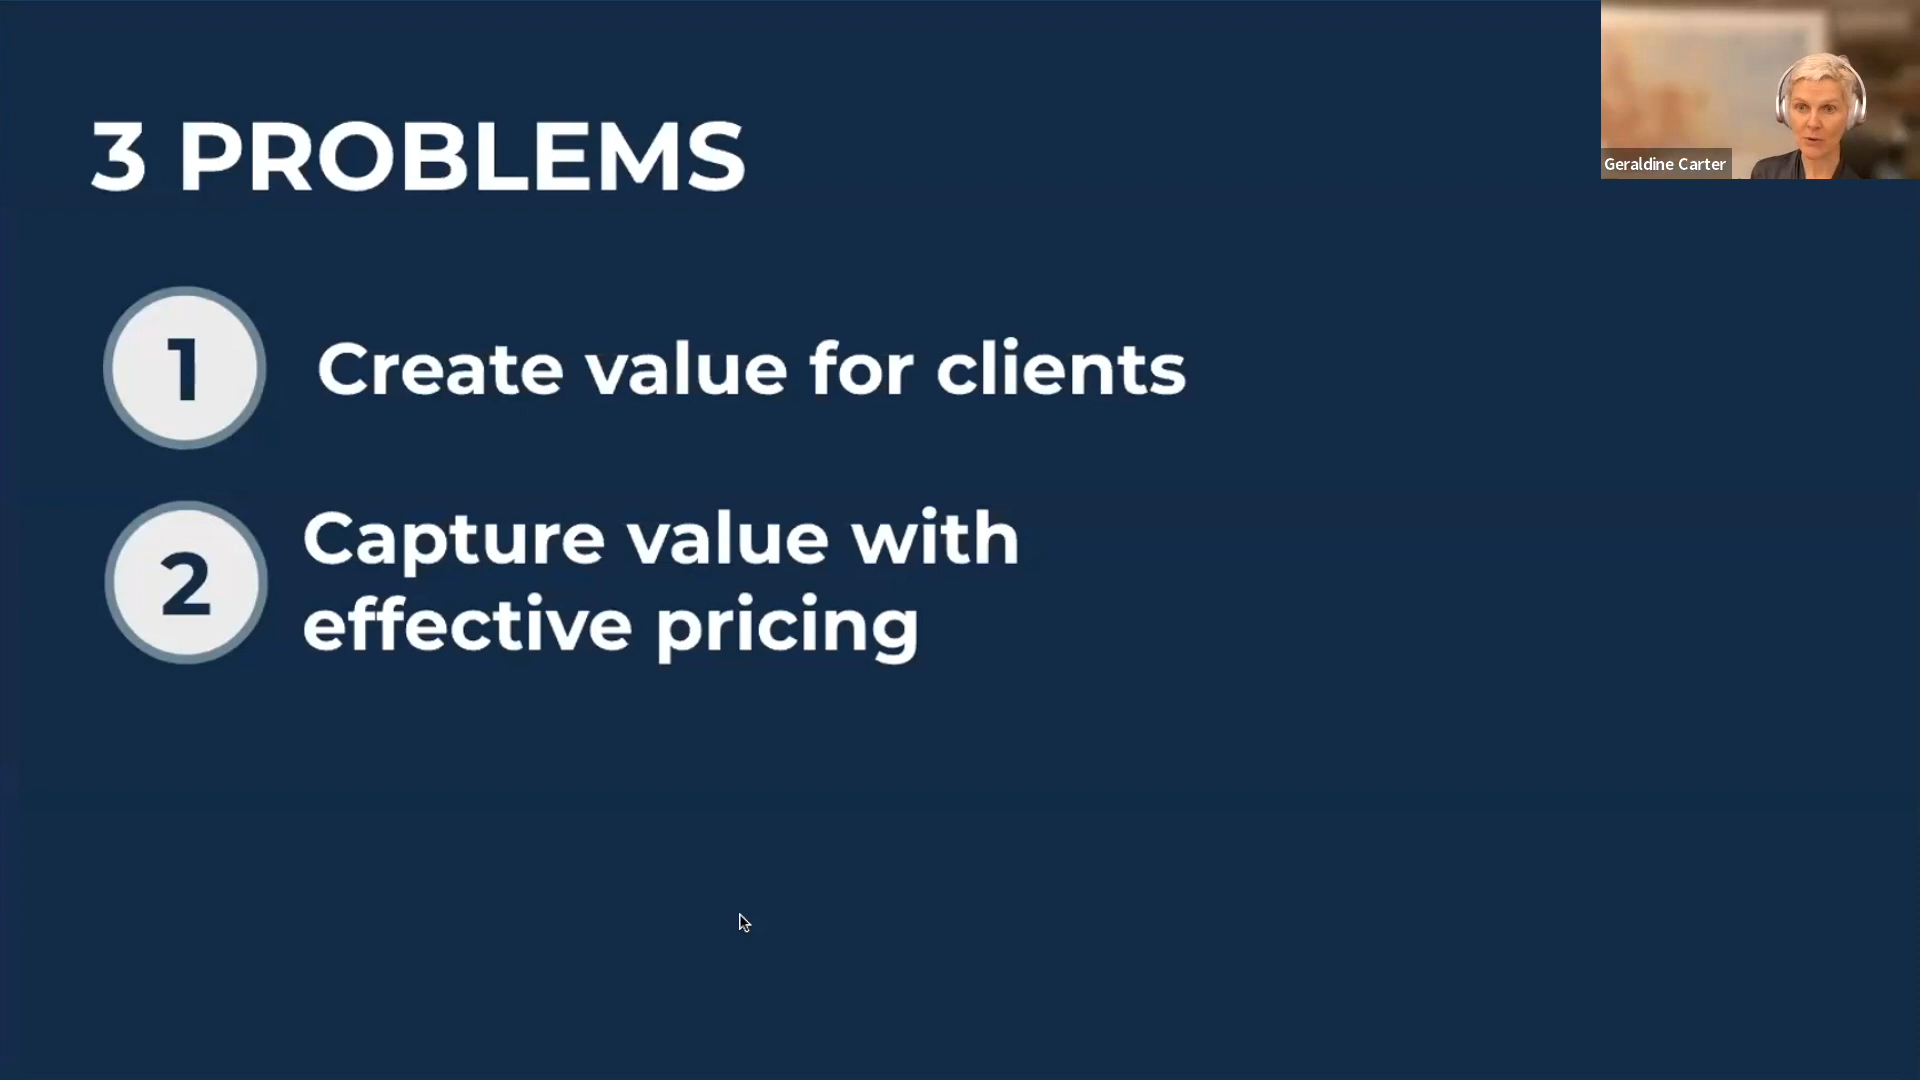 3 PROBLEMS
Geraldine Carter
1
Create value for clients
2
Capture value with
effective pricing